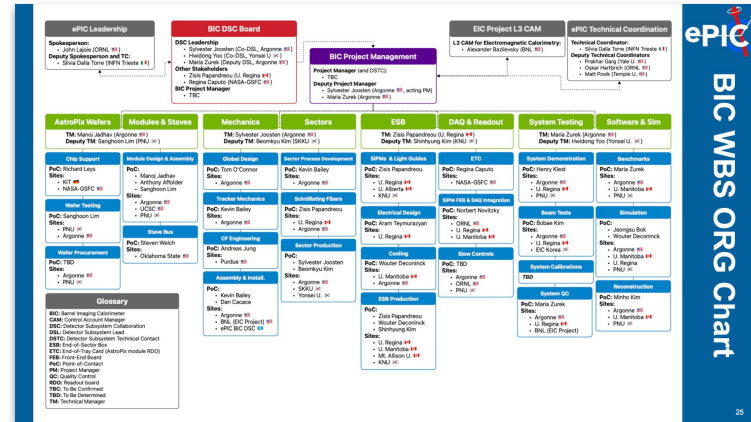 ePIC Leadership
Spokesperson:
• John Lajoie (ORNL)
Deputy Spokesperson and TC:
• Silvia Dalla Torre (INFN Trieste)
BIC DSC Board
DSC Leadership
• Sylvester Joosten (Co-DSL, Argonne)
• Hwidong Yoo (Co-DSL, Yonsei U)
• Maria Zurek (Deputy DSL, Argonne)
Other Stakeholders
• Zisis Papandreou (U. Regina)
• Regina Caputo (NASA-GSFC)
BIC Project Manager
• TBC
BIC Project Management
Project Manager (and DSTC):
• TBC
Deputy Project Manager
• Sylvester Joosten (Argonne, acting PM)
• Maria Zurek (Argonne)
EIC Project L3 CAM
L3 CAM for Electromagnetic Calorimetry:
• Alexander Bazilevsky (BNL)
ePIC Technical Coordination
Technical Coordinator:
• Silvia Dalla Torre (INFN Trieste)
Deputy Technical Coordinators
• Prakhar Garg (Yale U.)
• Oskar Hartbrich (ORNL)
• Matt Posik (Temple U.)
ePIC
BIC WBS ORG Chart
AstroPix Wafers
Modules & Staves
TM: Manoj Jadhav (Argonne)
Deputy TM: Sanghoon Lim (PNU)
Mechanics
Sectors
TM: Sylvester Joosten (Argonne)
Deputy TM: Beomkyu Kim (SKKU)
ESB
DAQ & Readout
TM: Zisis Papandreou (U. Regina)
Deputy TM: Shinhyung Kim (KNU)
System Testing
Software & Sim
TM: Maria Zurek (Argonne)
Deputy TM: Hwidong Yoo (Yonsei U.)
Chip Support
PoC: Richard Leys
Sites:
• KIT
• NASA-GSFC
Wafer Testing
PoC: Sanghoon Lim
Sites:
• PNU
• Argonne
Wafer Procurement
PoC: TBD
Sites:
• Argonne
• PNU
Module Design & Assembly
PoC:
• Manoj Jadhav
• Anthony Affolder
• Sanghoon Lim
Sites:
• Argonne
• UCSC
• PNU
Stave Bus
PoC: Steven Welch
Sites:
• Oklahoma State
Global Design
PoC: Tom O'Connor
Sites:
• Argonne
Tracker Mechanics
PoC: Kevin Bailey
Sites:
• Argonne
CF Engineering
PoC: Andreas Jung
Sites:
• Purdue
Assembly & Install.
PoC:
• Kevin Bailey
• Dan Cacace
Sites:
• Argonne
• BNL (EIC Project)
• ePIC BIC DSC
Sector Process Development
PoC: Kevin Bailey
Sites:
• Argonne
Scintillating Fibers
PoC: Zisis Papandreou
Sites:
• U. Regina
• Argonne
Sector Production
PoC:
• Sylvester Joosten
• Beomkyu Kim
Sites:
• Argonne
• SKKU
• Yonsei U.
SiPMs & Light Guides
PoC: Zisis Papandreou
Sites:
• U. Regina
• U. Alberta
• KNU
Electrical Design
PoC: Aram Teymurazyan
Sites:
• U. Regina
Cooling
PoC: Wouter Deconinck
Sites:
• U. Manitoba
• Argonne
ESB Production
PoC:
• Zisis Papandreou
• Wouter Deconinck
• Shinhyung Kim
Sites:
• U. Regina
• U. Manitoba
• Mt. Allison U.
• KNU
ETC
PoC: Regina Caputo
Sites:
• NASA-GSFC
SiPM FEB & DAQ Integration
PoC: Norbert Novitzky
Sites:
• ORNL
• U. Regina
• U. Manitoba
Slow Controls
PoC: TBD
Sites:
• Argonne
• ORNL
• PNU
System Demonstration
PoC: Henry Klest
Sites:
• Argonne
• U. Regina
• PNU
Beam Tests
PoC: Bobae Kim
Sites:
• Argonne
• U. Regina
• EIC Korea
System Calibrations
TBD
System QC
PoC: Maria Zurek
Sites:
• Argonne
• U. Regina
• BNL (EIC Project)
Benchmarks
PoC: Maria Zurek
Sites:
• Argonne
• U. Manitoba
• PNU
Simulation
PoC:
• Jeongsu Bok
• Wouter Deconinck
Sites:
• Argonne
• U. Manitoba
• U. Regina
• PNU
Reconstruction
PoC: Minho Kim
Sites:
• Argonne
• U. Manitoba
• PNU
Glossary
BIC: Barrel Imaging Calorimeter
CAM: Control Account Manager
DSC: Detector Subsystem Collaboration
DSL: Detector Subsystem Lead
DSTC: Detector Subsystem Technical Contact
ESB: End-of-Sector Box
ETC: End-of-Tray Card (AstroPix module RDO)
FEB: Front-End Board
PoC: Point-of-Contact
PM: Project Manager
QC: Quality Control
RDO: Readout board
TBC: To Be Confirmed
TBD: To Be Determined
TM: Technical Manager
25